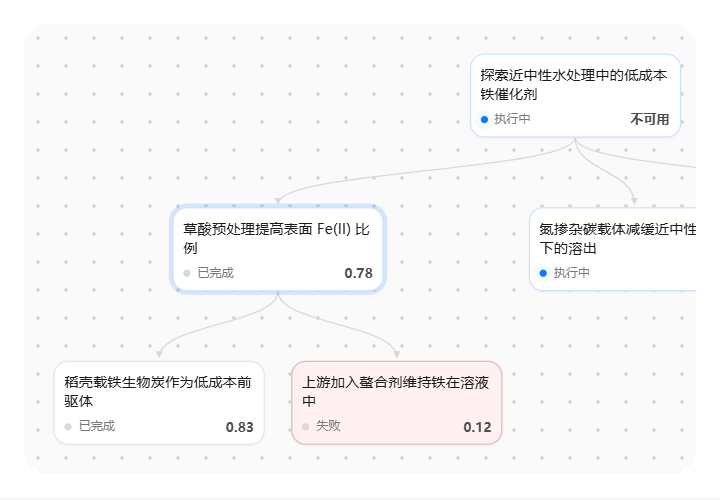 探索近中性水处理中的低成本
铁催化剂
执行中 不可用
草酸预处理提高表面 Fe(II) 比
例
已完成 0.78
氮掺杂碳载体减缓近中性
下的溶出
执行中
稻壳载铁生物炭作为低成本前
驱体
已完成 0.83
上游加入螯合剂维持铁在溶液
中
失败 0.12